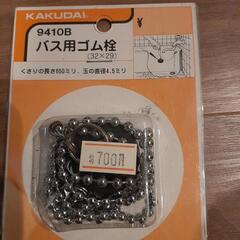 KAKUDAI
9410B
バス用ゴム栓
(32×29)
くさりの長さ650ミリ、玉の直径4.5ミリ
¥
700円